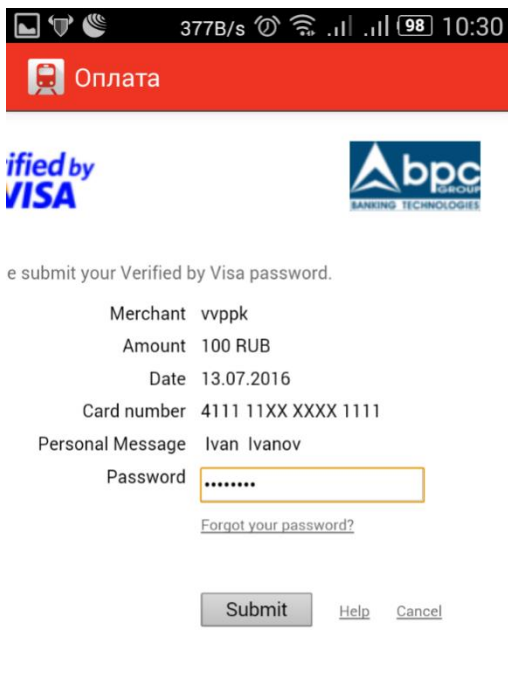 377B/s 98 10:30
Оплата
ified by
VISA
bpc
GROUP
BANKING TECHNOLOGIES
e submit your Verified by Visa password.
Merchant vvppk
Amount 100 RUB
Date 13.07.2016
Card number 4111 11XX XXXX 1111
Personal Message Ivan Ivanov
Password ••••••••
Forgot your password?
Submit Help Cancel